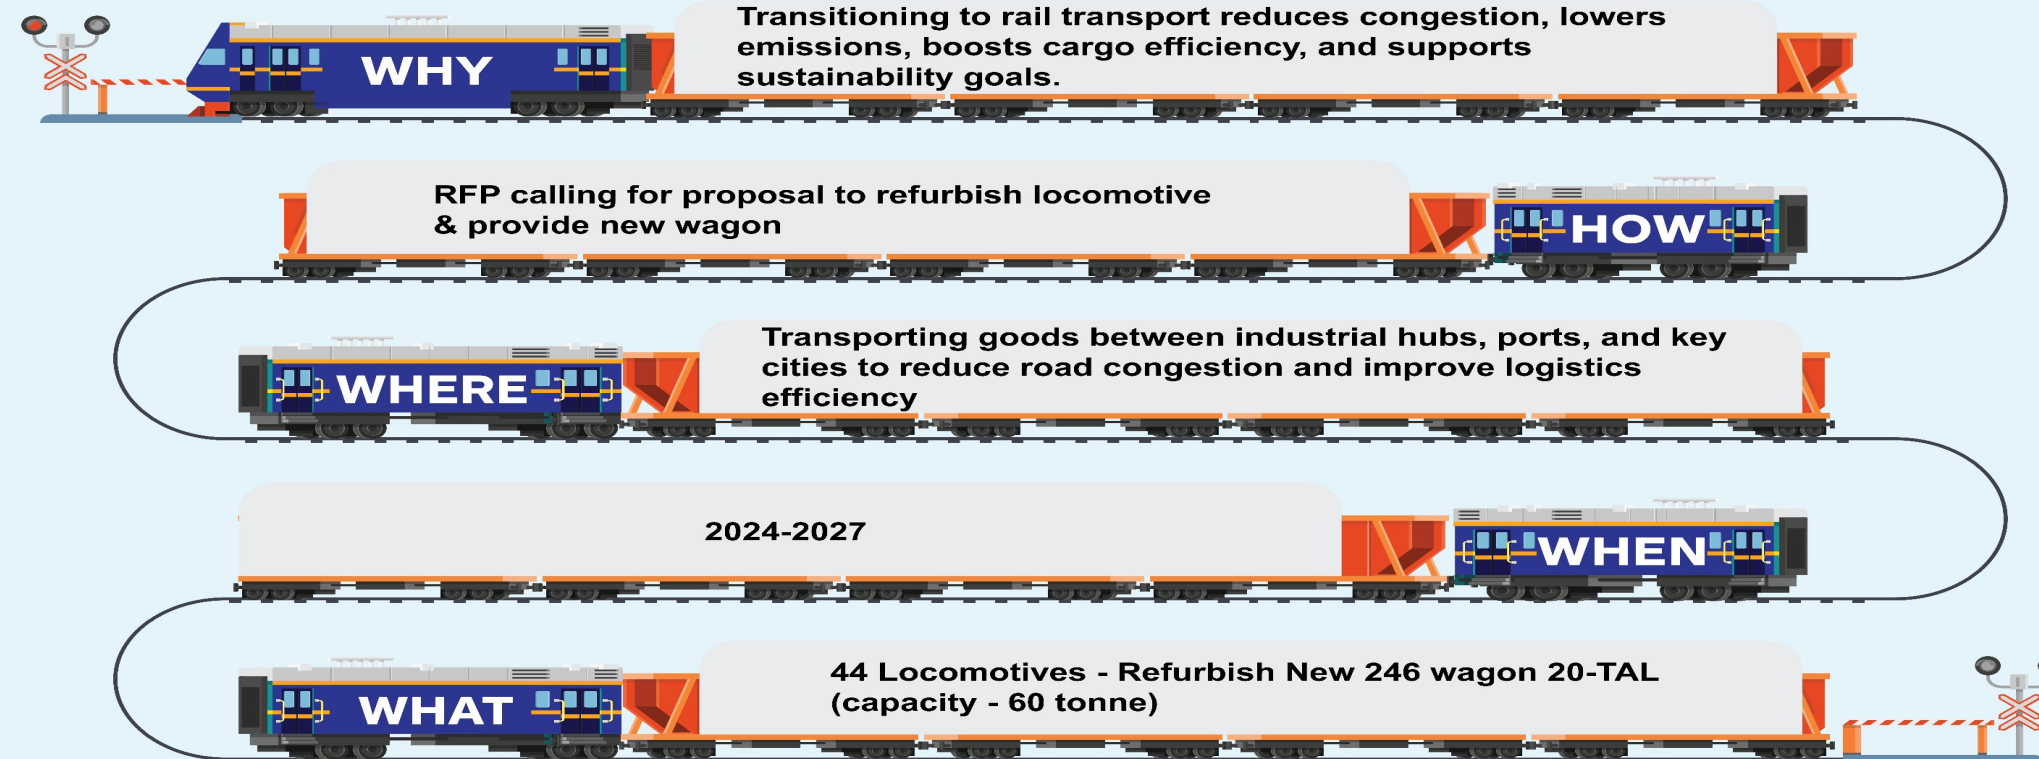 WHY
Transitioning to rail transport reduces congestion, lowers
emissions, boosts cargo efficiency, and supports
sustainability goals.
RFP calling for proposal to refurbish locomotive
& provide new wagon
HOW
WHERE
Transporting goods between industrial hubs, ports, and key
cities to reduce road congestion and improve logistics
efficiency
2024-2027
WHEN
WHAT
44 Locomotives - Refurbish New 246 wagon 20-TAL
(capacity - 60 tonne)